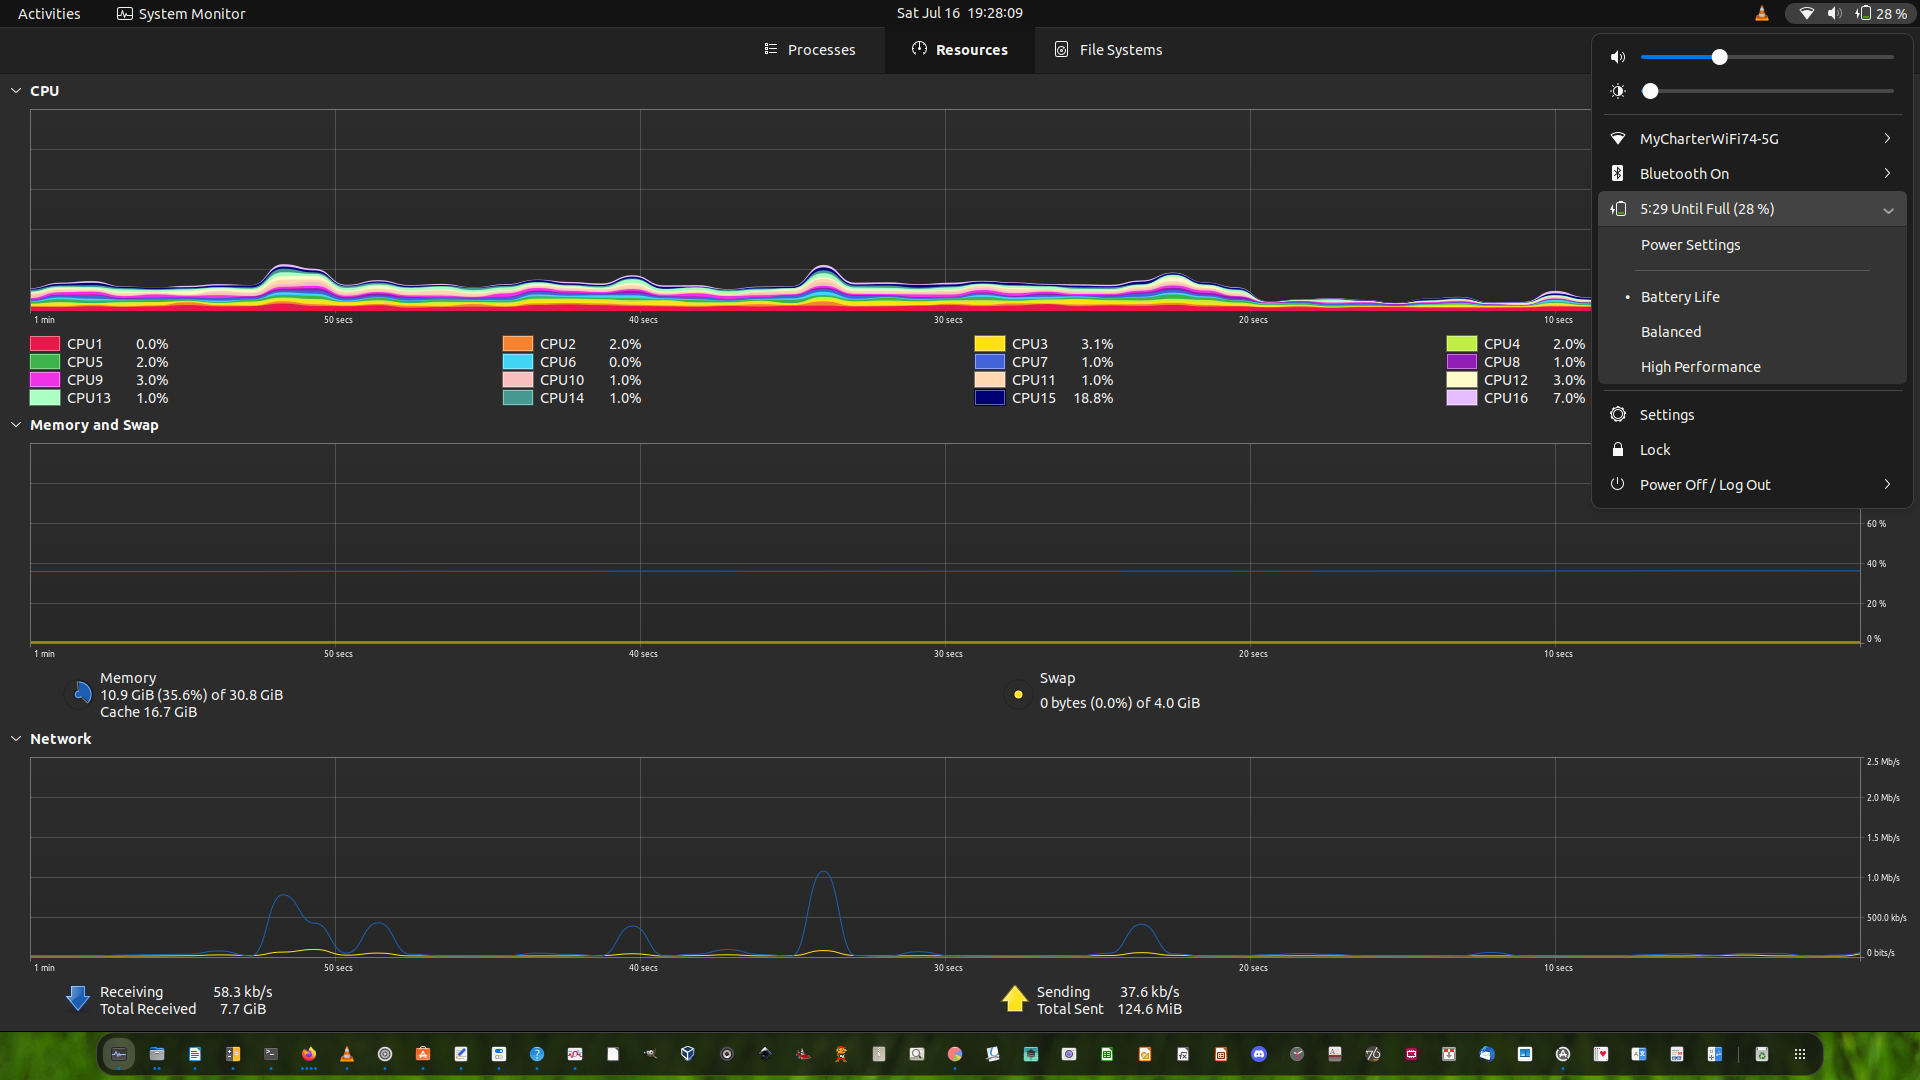 Activities System Monitor Sat Jul 16 19:28:09 28 %
Processes Resources File Systems
CPU
1 min 50 secs 40 secs 30 secs 20 secs 10 secs
CPU1 0.0% CPU2 2.0% CPU3 3.1% CPU4 2.0%
CPU5 2.0% CPU6 0.0% CPU7 1.0% CPU8 1.0%
CPU9 3.0% CPU10 1.0% CPU11 1.0% CPU12 3.0%
CPU13 1.0% CPU14 1.0% CPU15 18.8% CPU16 7.0%
MyCharterWiFi74-5G
Bluetooth On
5:29 Until Full (28 %)
Power Settings
• Battery Life
Balanced
High Performance
Settings
Lock
Power Off / Log Out
Memory and Swap
60 %
40 %
20 %
0 %
1 min 50 secs 40 secs 30 secs 20 secs 10 secs
Memory
10.9 GiB (35.6%) of 30.8 GiB
Cache 16.7 GiB
Swap
0 bytes (0.0%) of 4.0 GiB
Network
2.5 Mb/s
2.0 Mb/s
1.5 Mb/s
1.0 Mb/s
500.0 kb/s
0 bits/s
1 min 50 secs 40 secs 30 secs 20 secs 10 secs
Receiving 58.3 kb/s
Total Received 7.7 GiB
Sending 37.6 kb/s
Total Sent 124.6 MiB